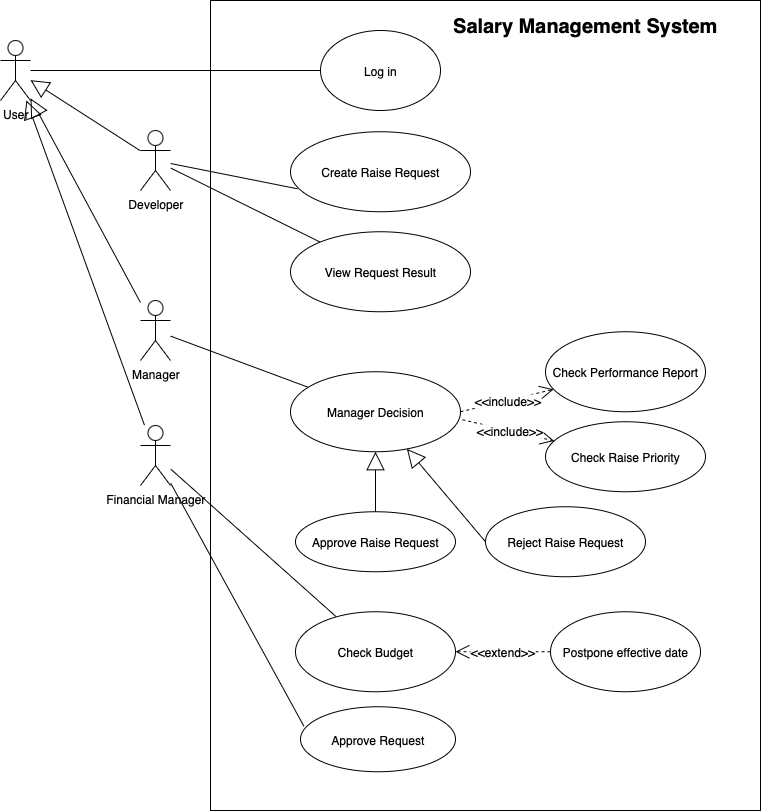 Salary Management System
Log in
User
Create Raise Request
Developer
View Request Result
Manager
Check Performance Report
<<include>>
Manager Decision
<<include>>
Check Raise Priority
Financial Manager
Approve Raise Request
Reject Raise Request
Check Budget
<<extend>>
Postpone effective date
Approve Request